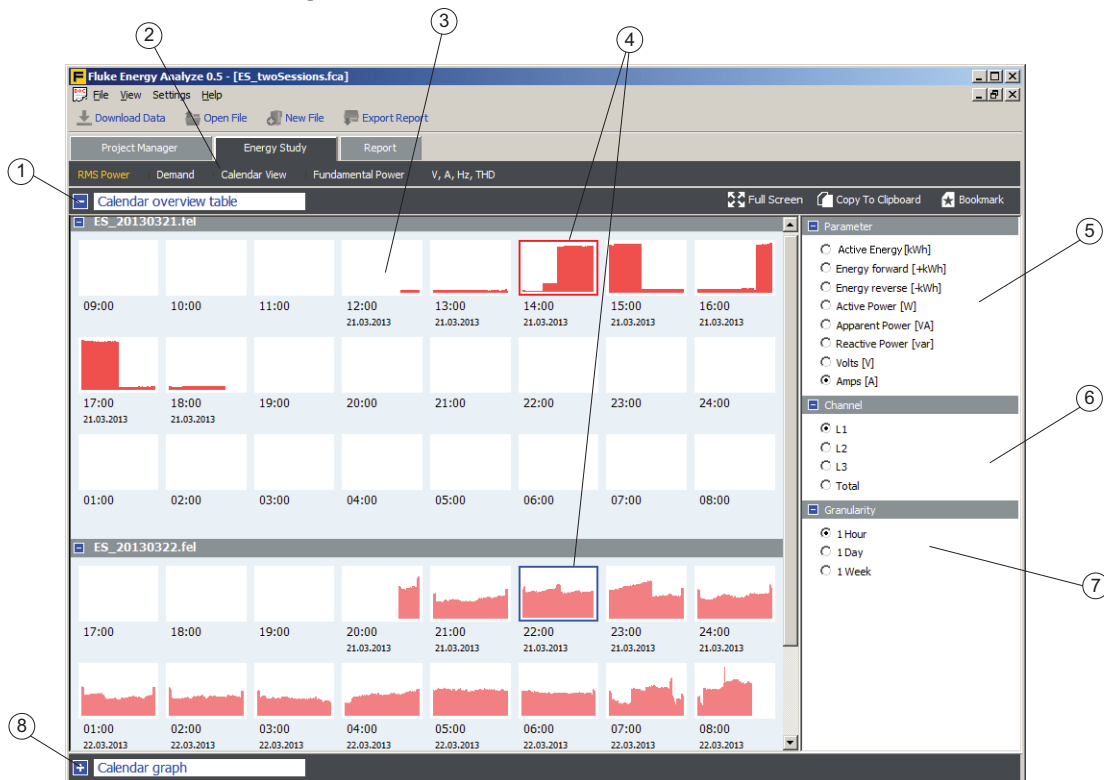 2
3
4
Fluke Energy Analyze 0.5 - [ES_twoSessions.fca]
File View Settings Help
Download Data Open File New File Export Report
Project Manager Energy Study Report
RMS Power Demand Calendar View Fundamental Power V, A, Hz, THD
1
Calendar overview table Full Screen Copy To Clipboard Bookmark
ES_20130321.fel
09:00 10:00 11:00 12:00 13:00 14:00 15:00 16:00
21.03.2013 21.03.2013 21.03.2013 21.03.2013 21.03.2013
17:00 18:00 19:00 20:00 21:00 22:00 23:00 24:00
21.03.2013 21.03.2013
01:00 02:00 03:00 04:00 05:00 06:00 07:00 08:00
ES_20130322.fel
17:00 18:00 19:00 20:00 21:00 22:00 23:00 24:00
21.03.2013 21.03.2013 21.03.2013 21.03.2013 21.03.2013
01:00 02:00 03:00 04:00 05:00 06:00 07:00 08:00
22.03.2013 22.03.2013 22.03.2013 22.03.2013 22.03.2013 22.03.2013 22.03.2013 22.03.2013
Parameter
5
Active Energy [kWh]
Energy forward [+kWh]
Energy reverse [-kWh]
Active Power [W]
Apparent Power [VA]
Reactive Power [var]
Volts [V]
Amps [A]
Channel
6
L1
L2
L3
Total
Granularity
1 Hour
1 Day
1 Week
7
8
Calendar graph